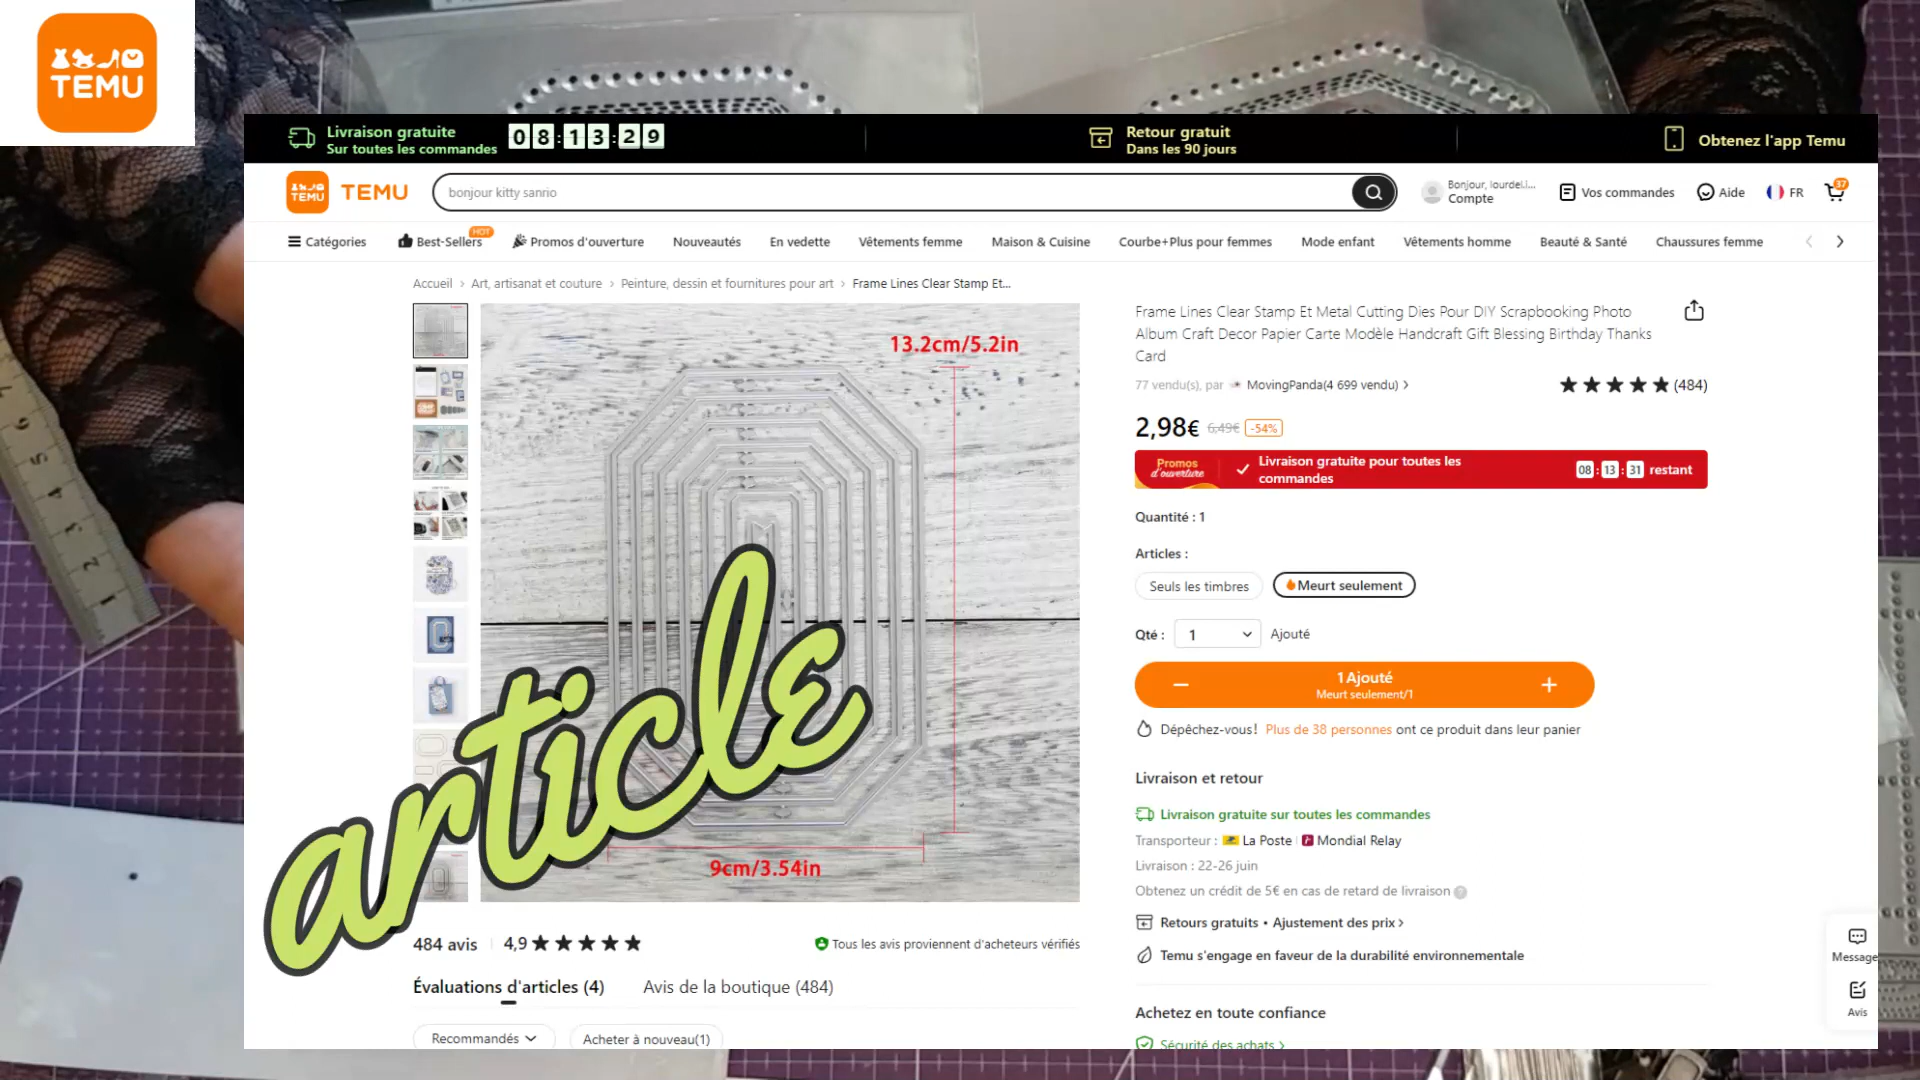 TEMU
Livraison gratuite
Sur toutes les commandes
08:13:29
Retour gratuit
Dans les 90 jours
Obtenez l'app Temu
TEMU
TEMU
bonjour kitty sanrio
Bonjour, lourdel.l...
Compte
Vos commandes
Aide
FR
37
Catégories
Best-Sellers
HOT
Promos d'ouverture
Nouveautés
En vedette
Vêtements femme
Maison & Cuisine
Courbe+Plus pour femmes
Mode enfant
Vêtements homme
Beauté & Santé
Chaussures femme
Accueil > Art, artisanat et couture > Peinture, dessin et fournitures pour art > Frame Lines Clear Stamp Et...
13.2cm/5.2in
9cm/3.54in
article
Frame Lines Clear Stamp Et Metal Cutting Dies Pour DIY Scrapbooking Photo
Album Craft Decor Papier Carte Modèle Handcraft Gift Blessing Birthday Thanks
Card
77 vendu(s), par MovingPanda(4 699 vendu) >
(484)
2,98€ 6,49€ -54%
Promos
d'ouverture
Livraison gratuite pour toutes les
commandes
08:13:31 restant
Quantité : 1
Articles :
Seuls les timbres
Meurt seulement
Qté : 1 Ajouté
− 1 Ajouté +
Meurt seulement/1
Dépêchez-vous! Plus de 38 personnes ont ce produit dans leur panier
Livraison et retour
Livraison gratuite sur toutes les commandes
Transporteur : La Poste Mondial Relay
Livraison : 22-26 juin
Obtenez un crédit de 5€ en cas de retard de livraison ?
Retours gratuits • Ajustement des prix >
Temu s'engage en faveur de la durabilité environnementale
Achetez en toute confiance
Sécurité des achats >
484 avis 4,9
Tous les avis proviennent d'acheteurs vérifiés
Évaluations d'articles (4)
Avis de la boutique (484)
Recommandés
Acheter à nouveau(1)
Message
Avis
5
2
1